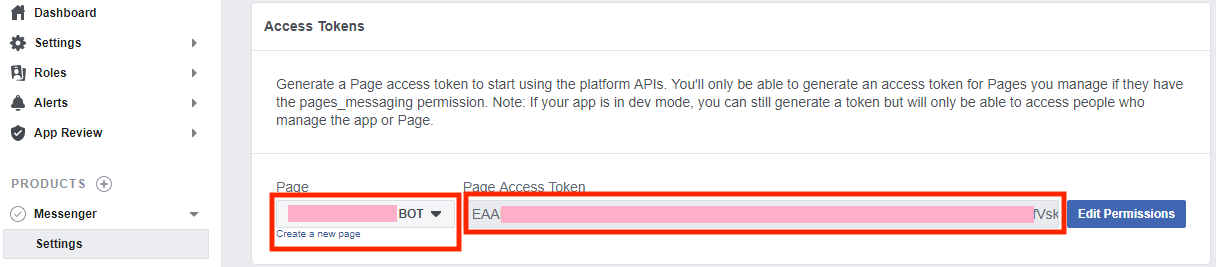 Dashboard
Settings
Roles
Alerts
App Review
PRODUCTS
Messenger
Settings
Access Tokens
Generate a Page access token to start using the platform APIs. You'll only be able to generate an access token for Pages you manage if they have
the pages_messaging permission. Note: If your app is in dev mode, you can still generate a token but will only be able to access people who
manage the app or Page.
Page
BOT
Create a new page
Page Access Token
EAA fVsk
Edit Permissions